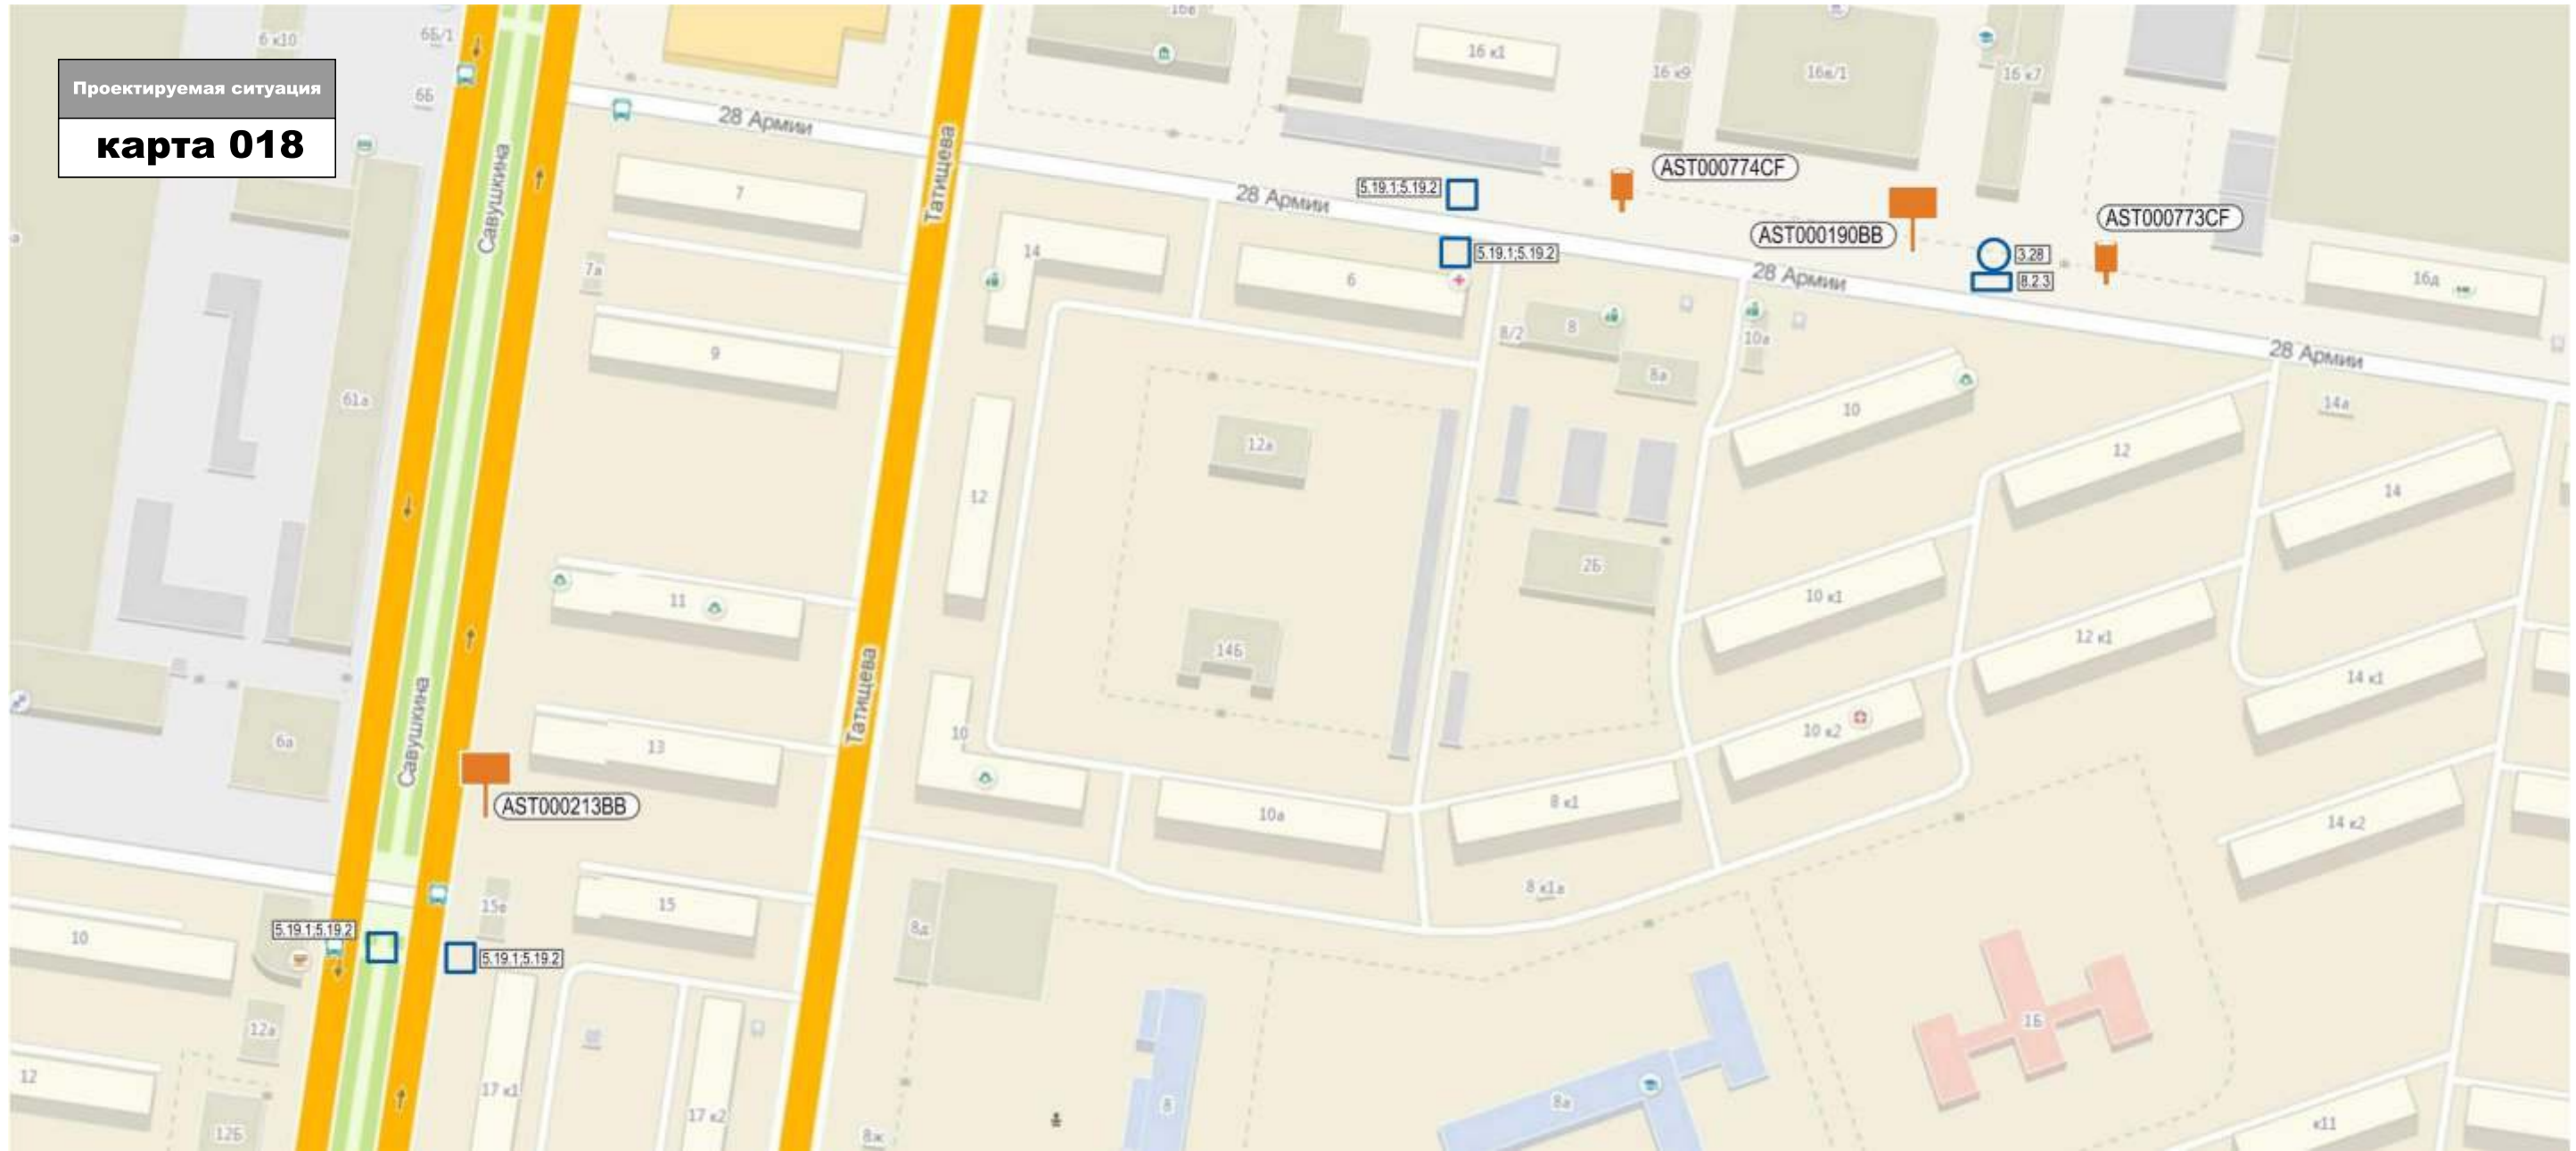 Проектируемая ситуация
карта 018
6 к10
6Б/1
6Б
16в
16 к1
16 к9
16в/1
16 к7
28 Армии
Савушкина
Татищева
7
7а
14
28 Армии
5.19.1;5.19.2
5.19.1;5.19.2
AST000774CF
AST000190BB
AST000773CF
3.28
8.2.3
28 Армии
16д
28 Армии
6
8/2
8
8а
10а
9
61а
12а
12
10
12
14а
14
11
2Б
10 к1
12 к1
14Б
14 к1
Савушкина
Татищева
6а
13
10
10 к2
AST000213BB
10а
8 к1
14 к2
8 к1а
15в
15
8д
10
5.19.1;5.19.2
5.19.1;5.19.2
12а
12
12Б
17 к1
17 к2
8ж
8
8а
1Б
к11